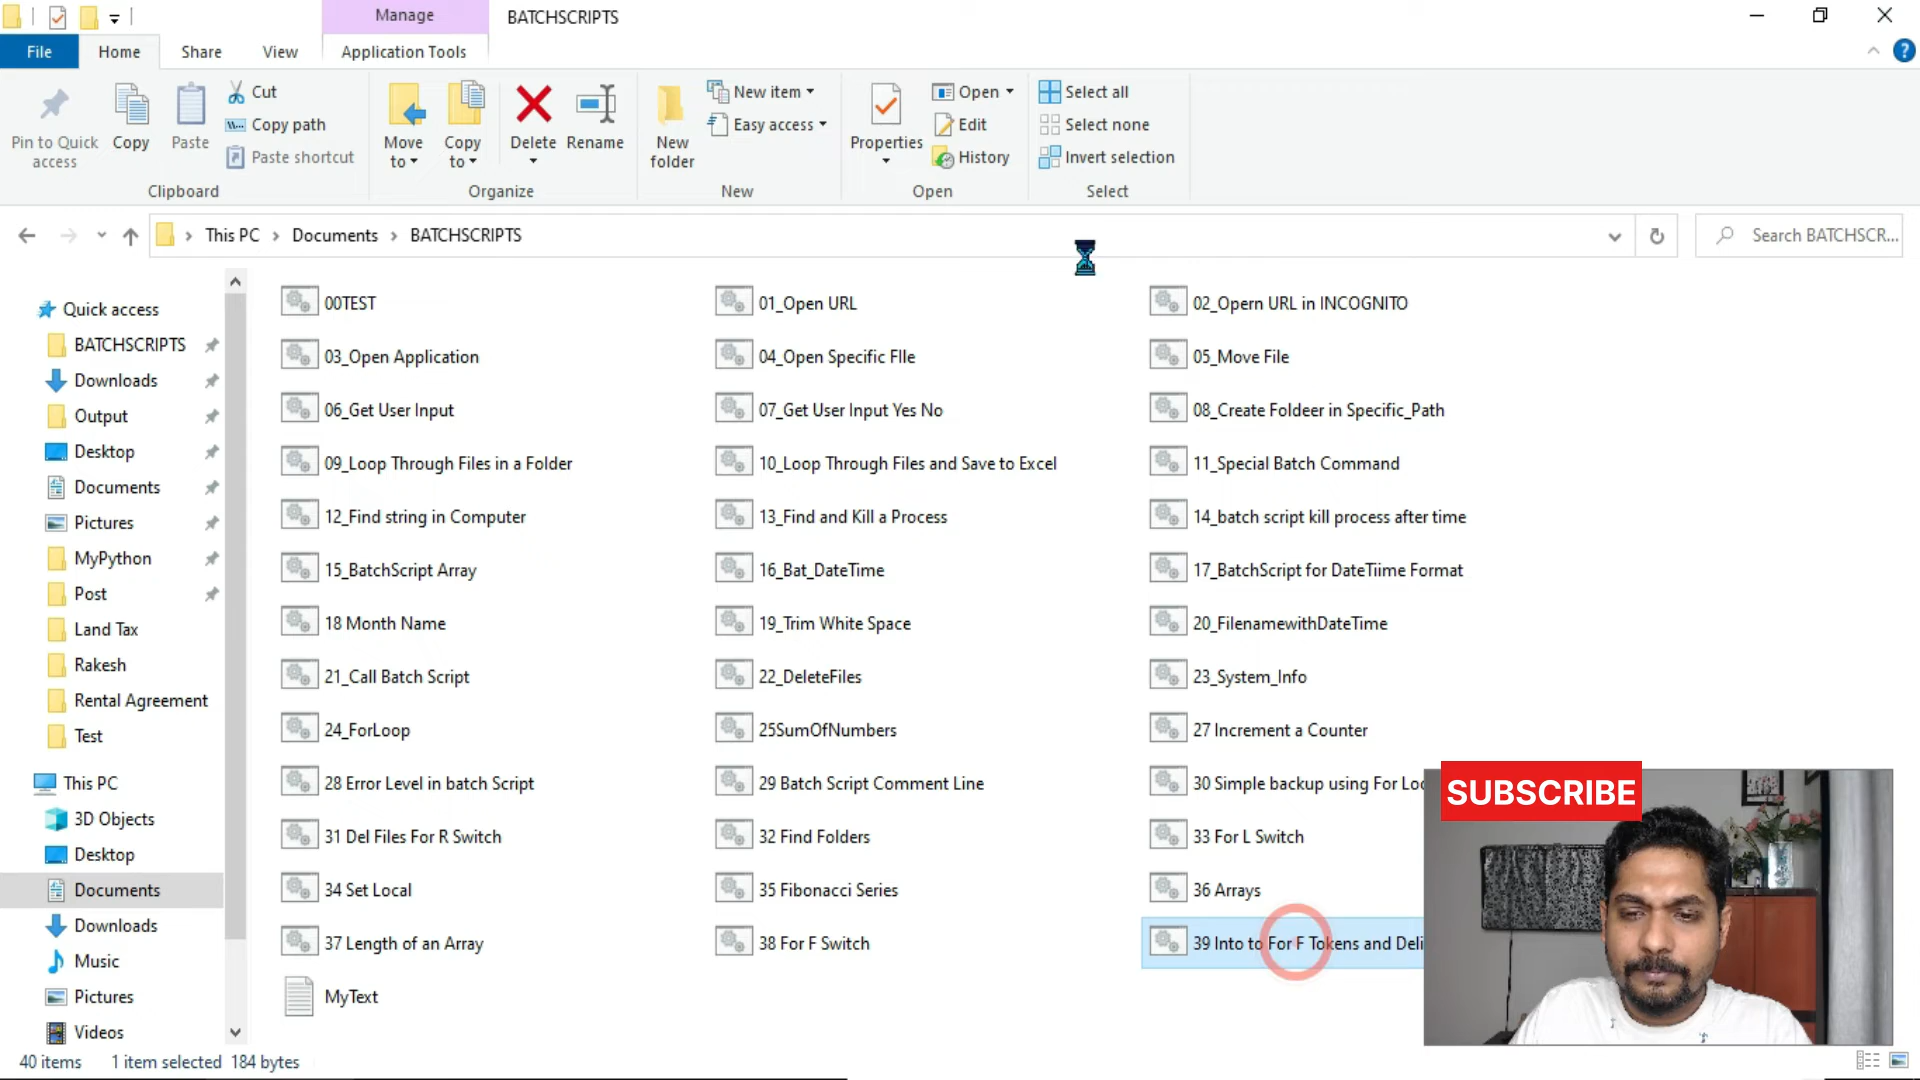 Manage
BATCHSCRIPTS
File
Home
Share
View
Application Tools
Pin to Quick
access
Copy
Paste
Cut
Copy path
Paste shortcut
Clipboard
Move
to
Copy
to
Delete
Rename
Organize
New
folder
New item
Easy access
New
Properties
Open
Edit
History
Open
Select all
Select none
Invert selection
Select
This PC
Documents
BATCHSCRIPTS
Search BATCHSCR...
Quick access
BATCHSCRIPTS
Downloads
Output
Desktop
Documents
Pictures
MyPython
Post
Land Tax
Rakesh
Rental Agreement
Test
This PC
3D Objects
Desktop
Documents
Downloads
Music
Pictures
Videos
00TEST
01_Open URL
02_Opern URL in INCOGNITO
03_Open Application
04_Open Specific FIle
05_Move File
06_Get User Input
07_Get User Input Yes No
08_Create Foldeer in Specific_Path
09_Loop Through Files in a Folder
10_Loop Through Files and Save to Excel
11_Special Batch Command
12_Find string in Computer
13_Find and Kill a Process
14_batch script kill process after time
15_BatchScript Array
16_Bat_DateTime
17_BatchScript for DateTiime Format
18 Month Name
19_Trim White Space
20_FilenamewithDateTime
21_Call Batch Script
22_DeleteFiles
23_System_Info
24_ForLoop
25SumOfNumbers
27 Increment a Counter
28 Error Level in batch Script
29 Batch Script Comment Line
30 Simple backup using For Loo
31 Del Files For R Switch
32 Find Folders
33 For L Switch
34 Set Local
35 Fibonacci Series
36 Arrays
37 Length of an Array
38 For F Switch
39 Into to For F Tokens and Deli
MyText
SUBSCRIBE
40 items
1 item selected
184 bytes